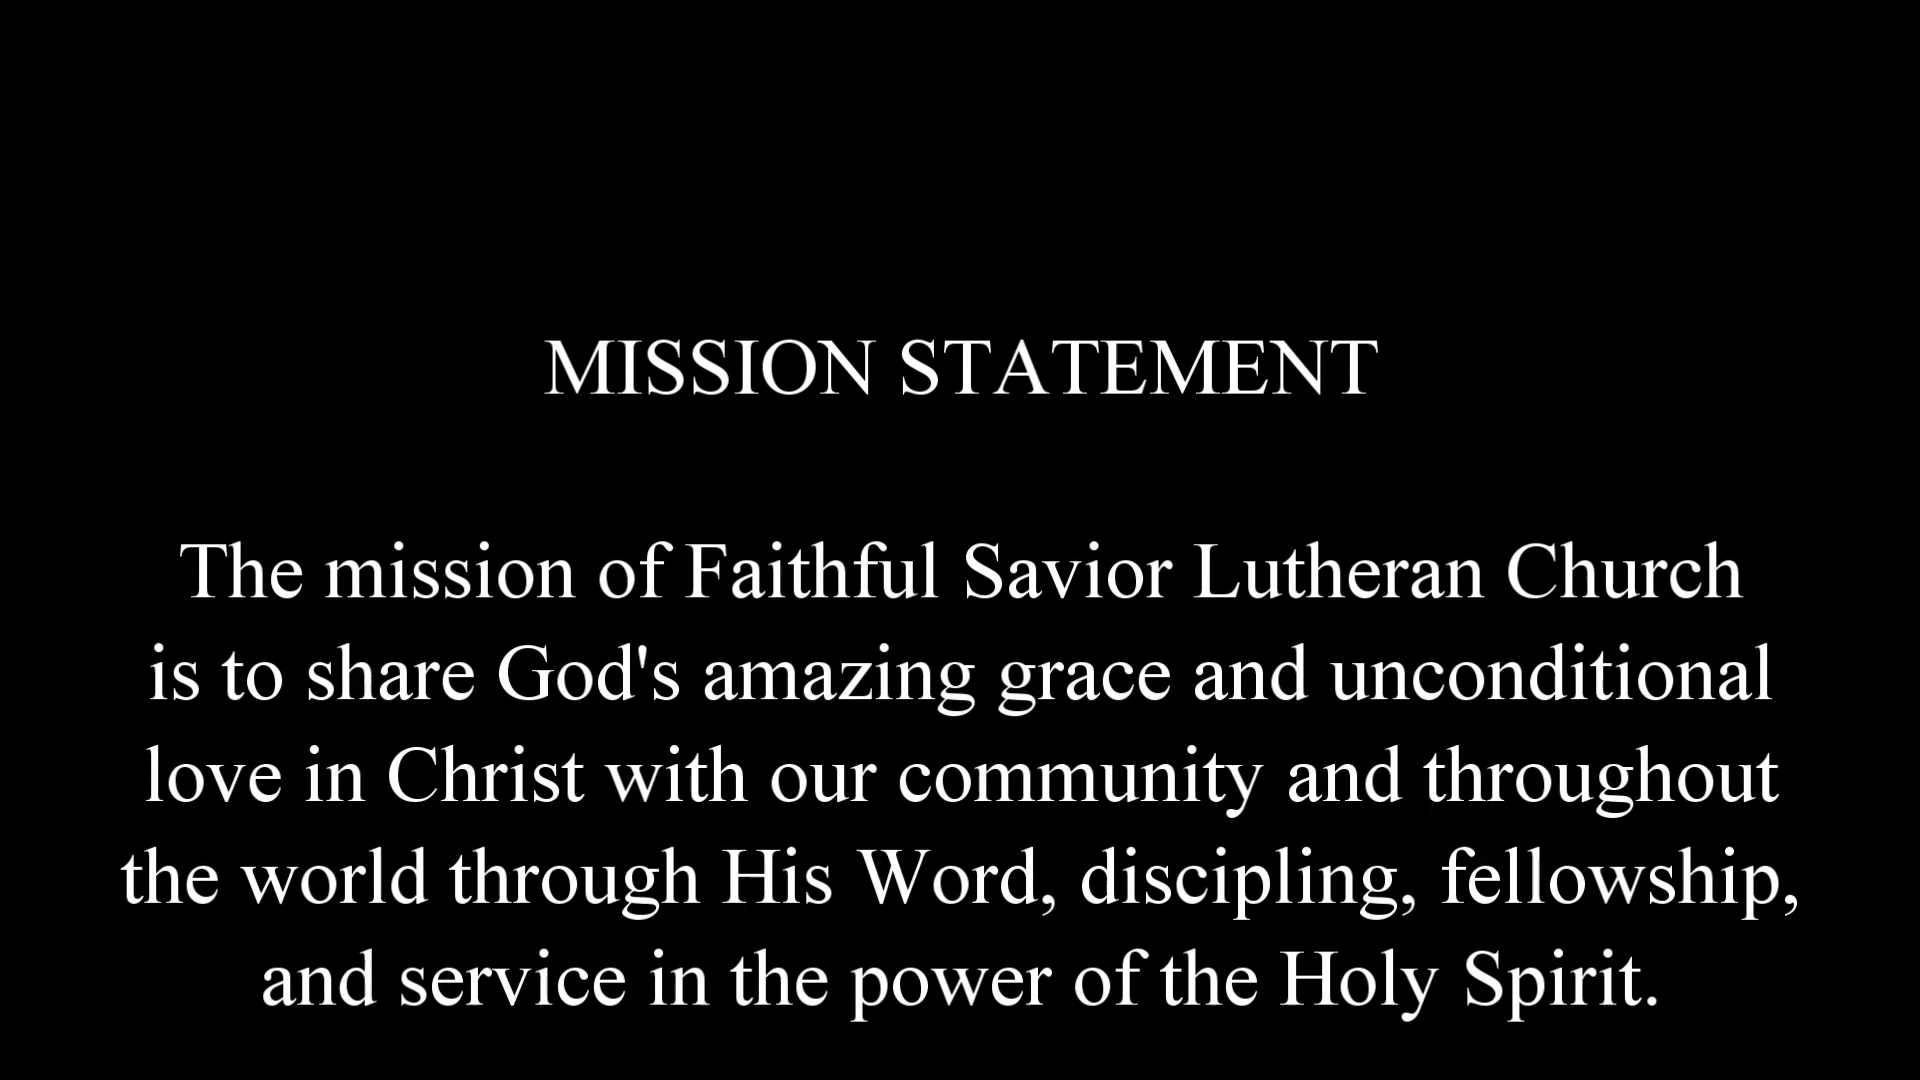 MISSION STATEMENT
The mission of Faithful Savior Lutheran Church
is to share God's amazing grace and unconditional
love in Christ with our community and throughout
the world through His Word, discipling, fellowship,
and service in the power of the Holy Spirit.